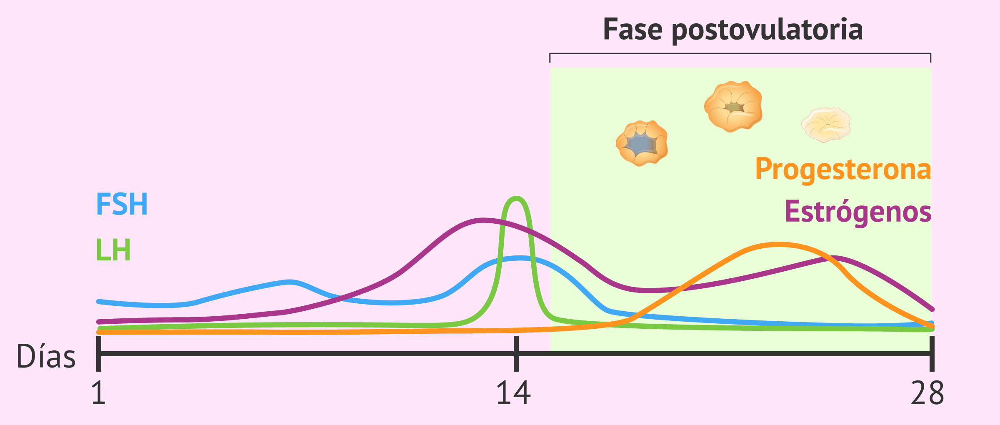 Fase postovulatoria
Progesterona
FSH
Estrógenos
LH
Días
1
14
28